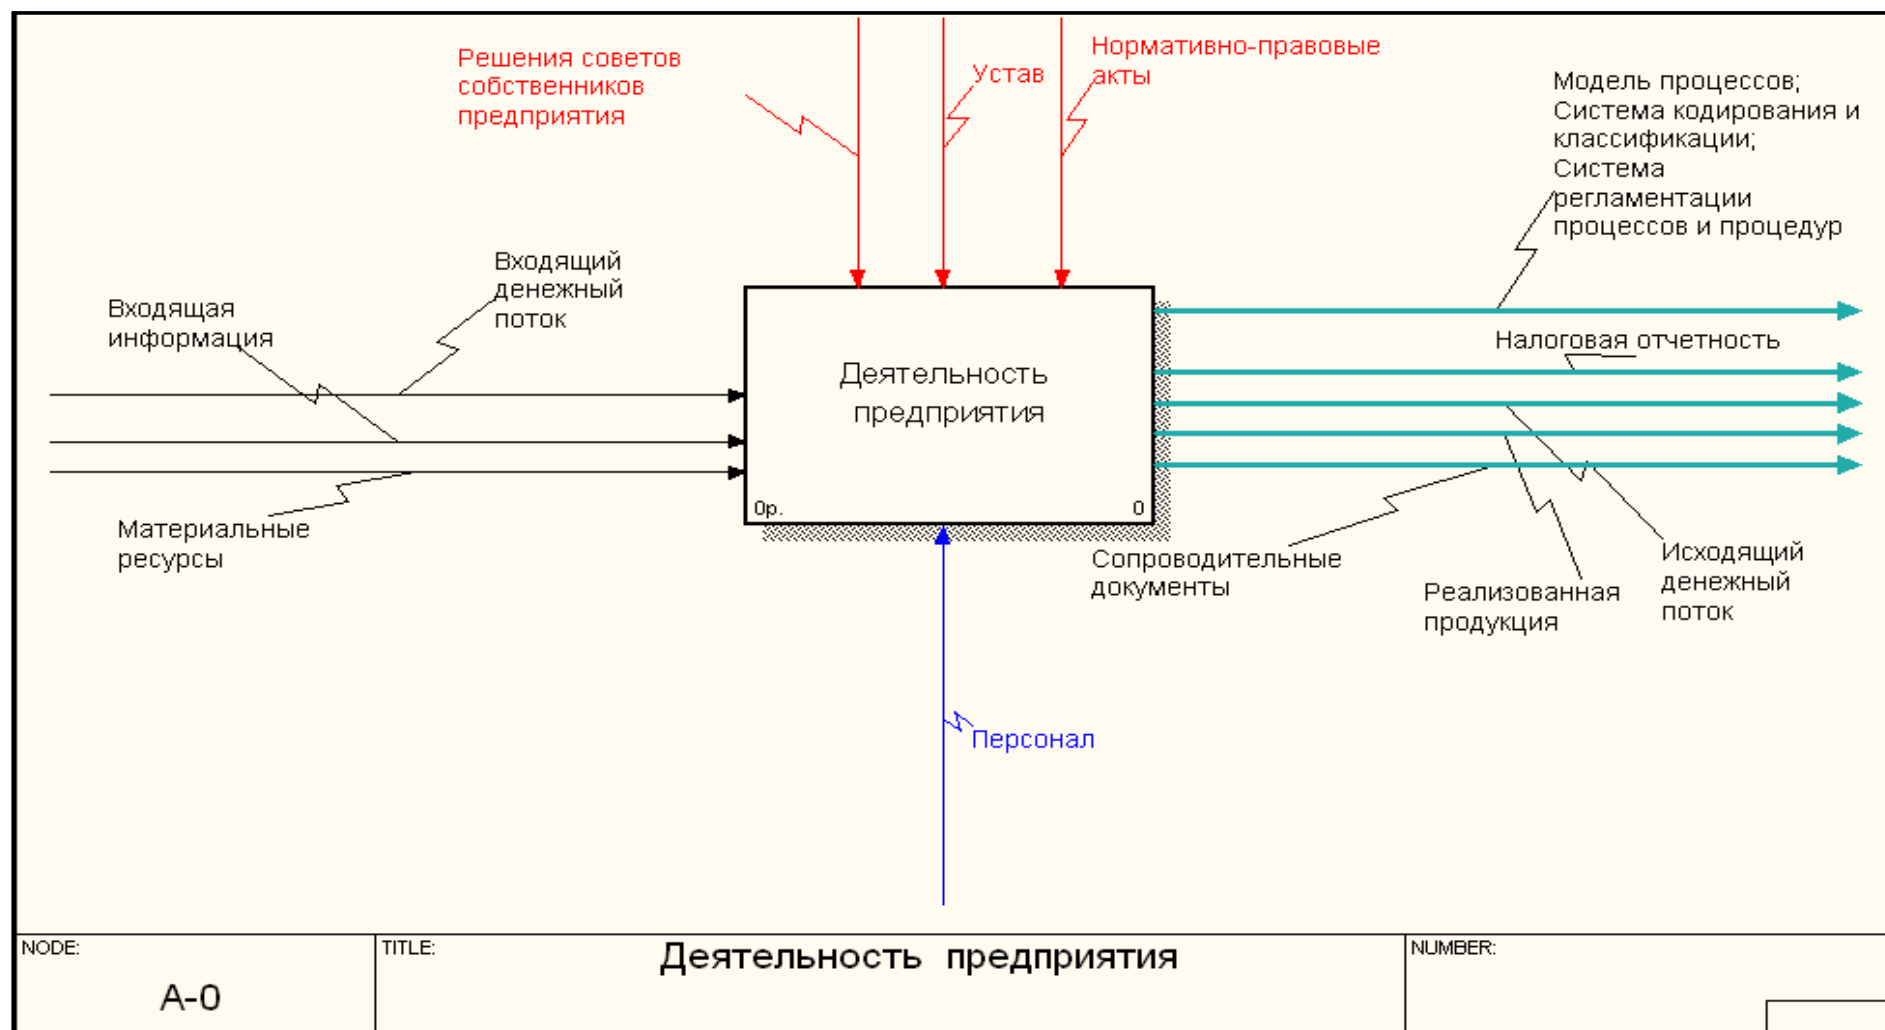 Решения советов
собственников
предприятия
Устав
Нормативно-правовые
акты
Модель процессов;
Система кодирования и
классификации;
Система
регламентации
процессов и процедур
Входящий
денежный
поток
Входящая
информация
Налоговая отчетность
Деятельность
предприятия
0р.
0
Материальные
ресурсы
Сопроводительные
документы
Реализованная
продукция
Исходящий
денежный
поток
Персонал
NODE:
A-0
TITLE:
Деятельность предприятия
NUMBER: